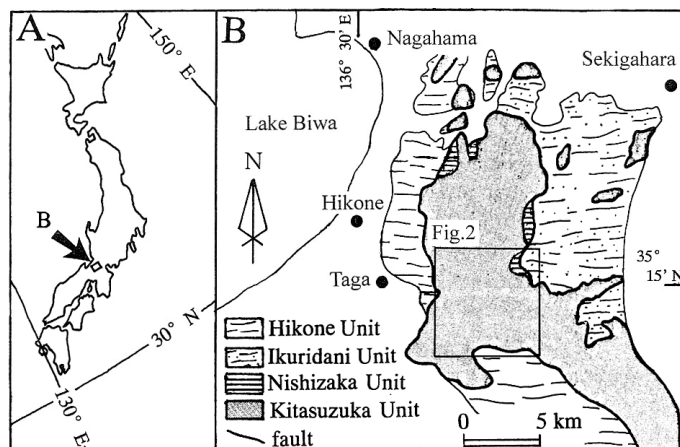 A
150° E
B
30° N
130° E
B
136° 30' E
Nagahama
Sekigahara
Lake Biwa
N
Hikone
Fig.2
35°
15' N
Taga
Hikone Unit
Ikuridani Unit
Nishizaka Unit
Kitasuzuka Unit
fault
0 5 km